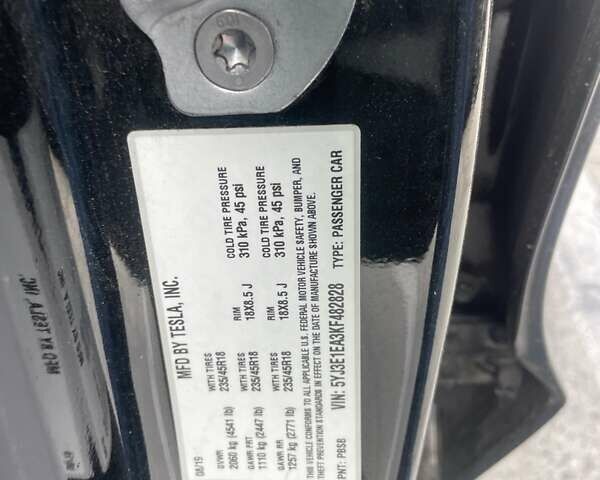 MFD BY TESLA, INC.
08/19
GVWR
2060 kg (4541 lb)
GAWR FRT WITH TIRES RIM COLD TIRE PRESSURE
1110 kg (2447 lb) 235/45R18 18X8.5 J 310 kPa, 45 psi
GAWR RR WITH TIRES RIM COLD TIRE PRESSURE
1257 kg (2771 lb) 235/45R18 18X8.5 J 310 kPa, 45 psi
THIS VEHICLE CONFORMS TO ALL APPLICABLE U.S. FEDERAL MOTOR VEHICLE SAFETY, BUMPER, AND
THEFT PREVENTION STANDARDS IN EFFECT ON THE DATE OF MANUFACTURE SHOWN ABOVE.
VIN: 5YJ3E1EA3KF482828 TYPE: PASSENGER CAR
PNT: PBSB